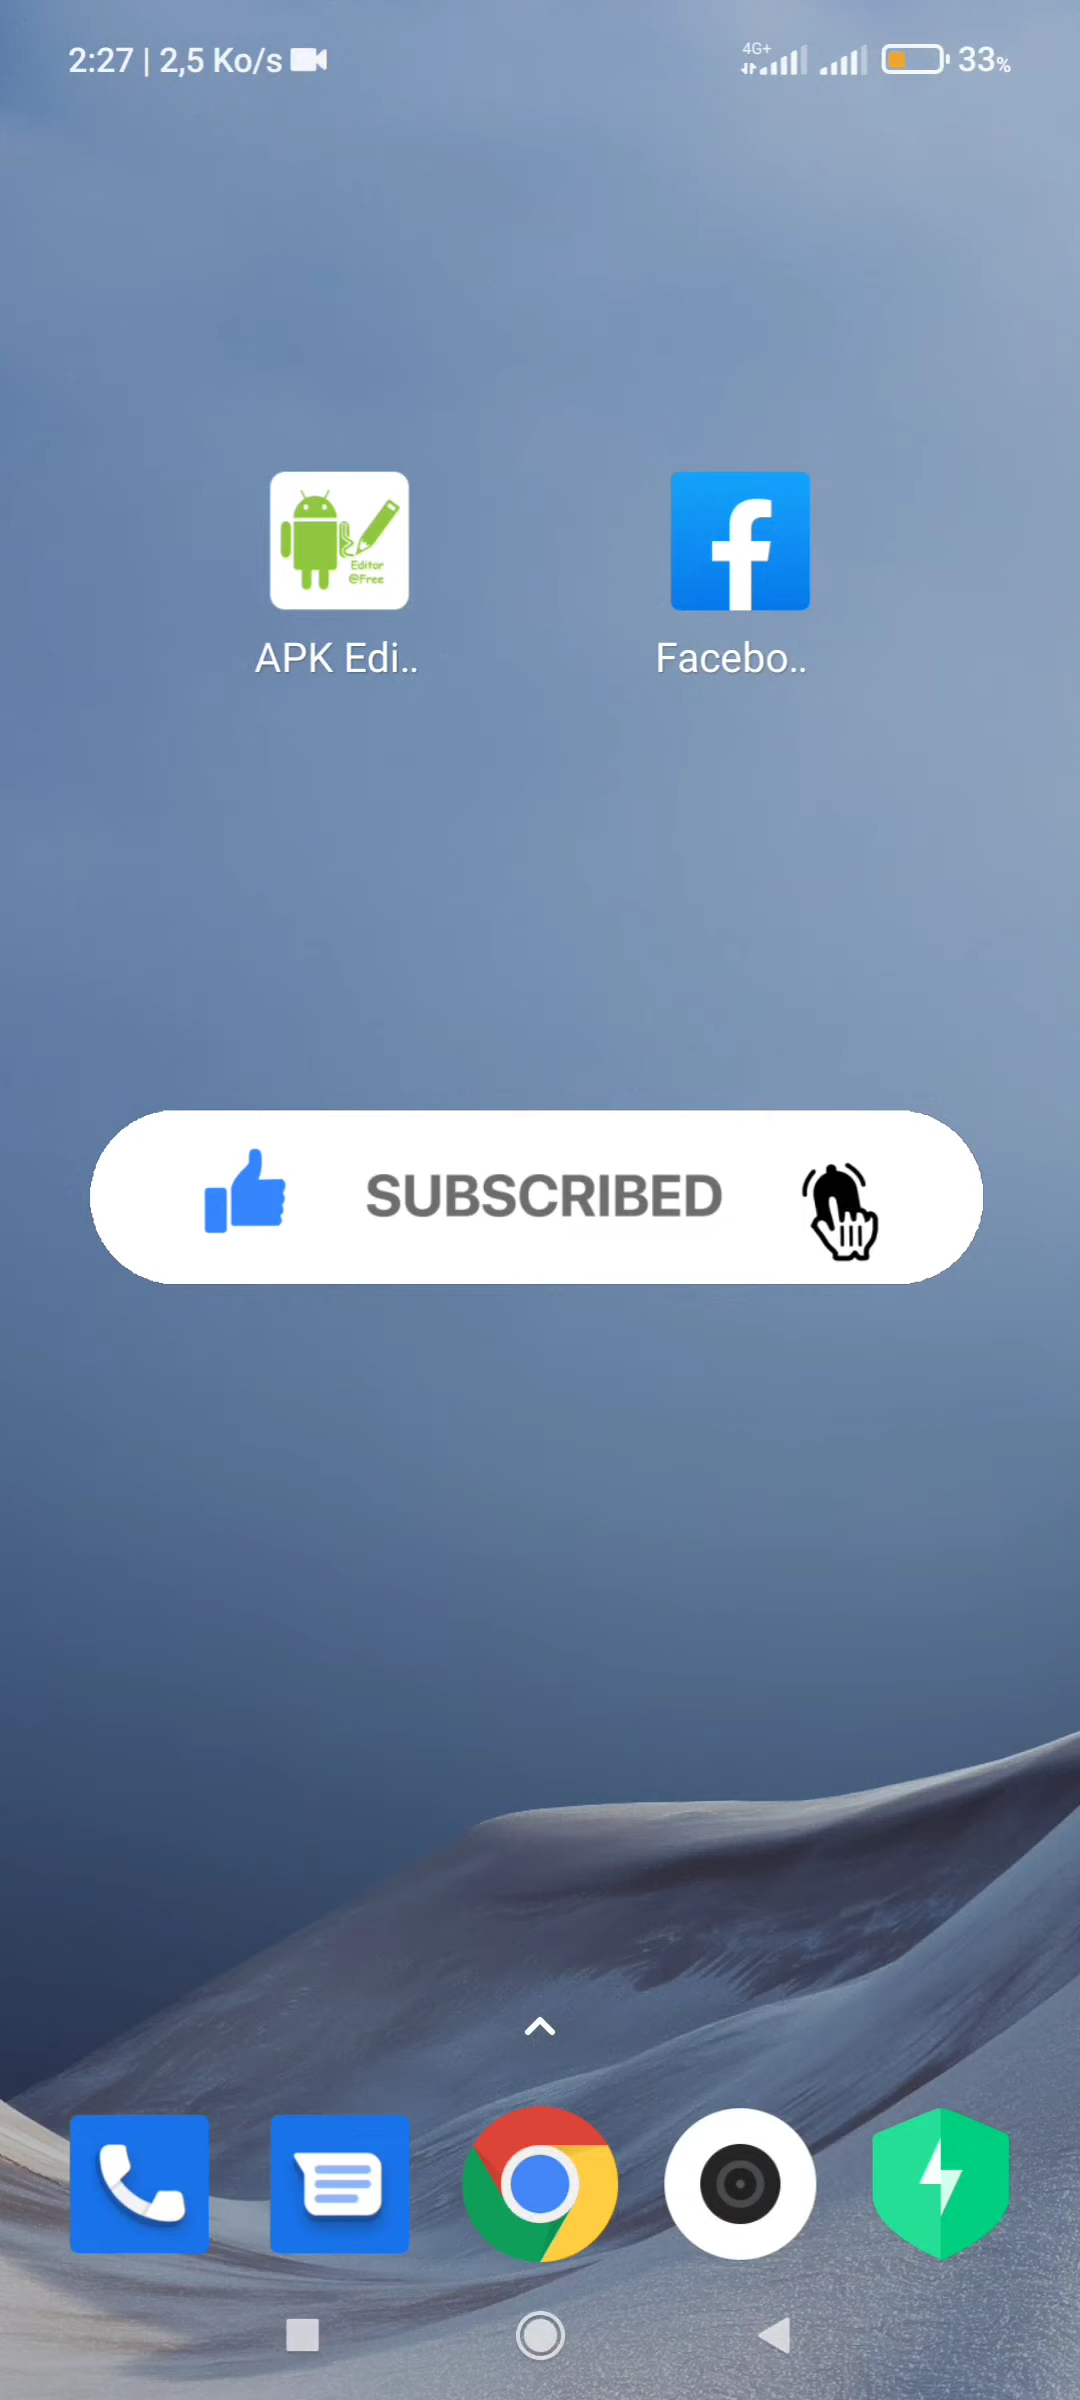 2:27 | 2,5 Ko/s
4G+ 33%
Editor
@Free
APK Edi..
Facebo..
SUBSCRIBED